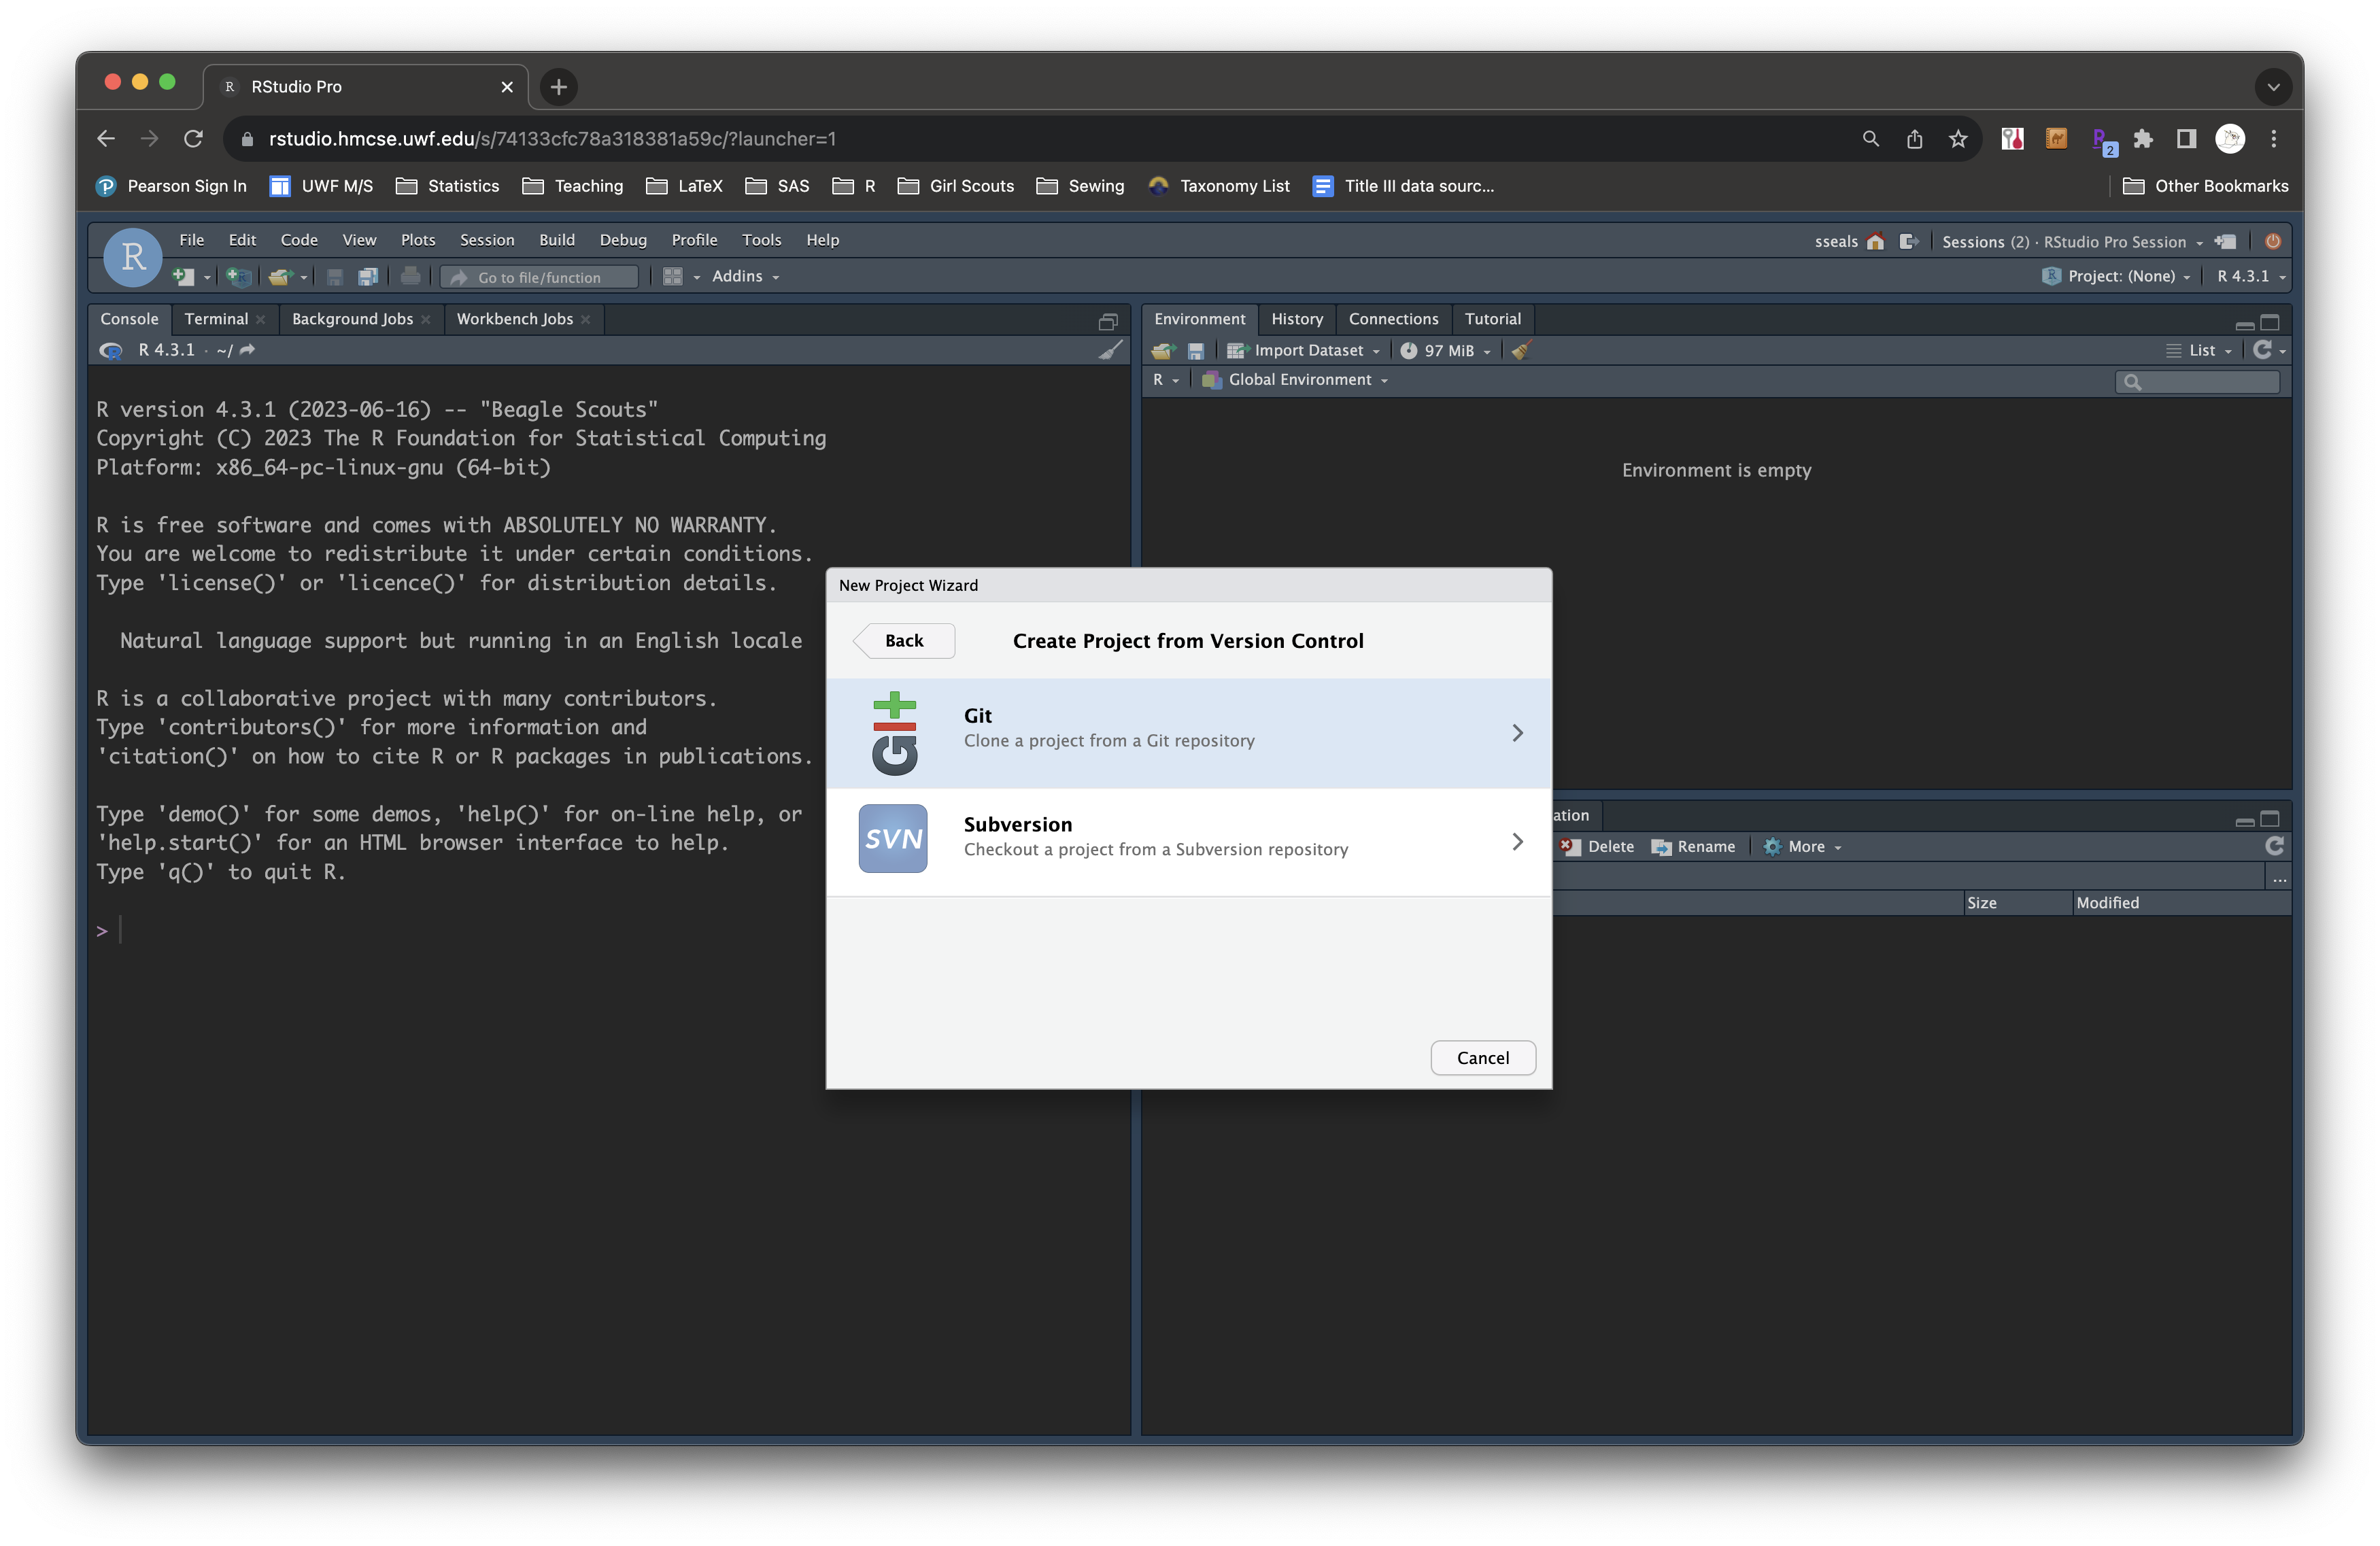 RStudio Pro
rstudio.hmcse.uwf.edu/s/74133cfc78a318381a59c/?launcher=1
2
Pearson Sign In
UWF M/S
Statistics
Teaching
LaTeX
SAS
R
Girl Scouts
Sewing
Taxonomy List
Title III data sourc...
Other Bookmarks
R
File Edit Code View Plots Session Build Debug Profile Tools Help
sseals
Sessions (2) · RStudio Pro Session
Go to file/function
Addins
Project: (None)
R 4.3.1
Console
Terminal
Background Jobs
Workbench Jobs
R 4.3.1 · ~/
R version 4.3.1 (2023-06-16) -- "Beagle Scouts"
Copyright (C) 2023 The R Foundation for Statistical Computing
Platform: x86_64-pc-linux-gnu (64-bit)
R is free software and comes with ABSOLUTELY NO WARRANTY.
You are welcome to redistribute it under certain conditions.
Type 'license()' or 'licence()' for distribution details.
Natural language support but running in an English locale
R is a collaborative project with many contributors.
Type 'contributors()' for more information and
'citation()' on how to cite R or R packages in publications.
Type 'demo()' for some demos, 'help()' for on-line help, or
'help.start()' for an HTML browser interface to help.
Type 'q()' to quit R.
>
Environment
History
Connections
Tutorial
Import Dataset
97 MiB
List
R
Global Environment
Environment is empty
New Project Wizard
Back
Create Project from Version Control
Git
Git
Clone a project from a Git repository
SVN
Subversion
Checkout a project from a Subversion repository
Cancel
ation
Delete
Rename
More
...
Size
Modified